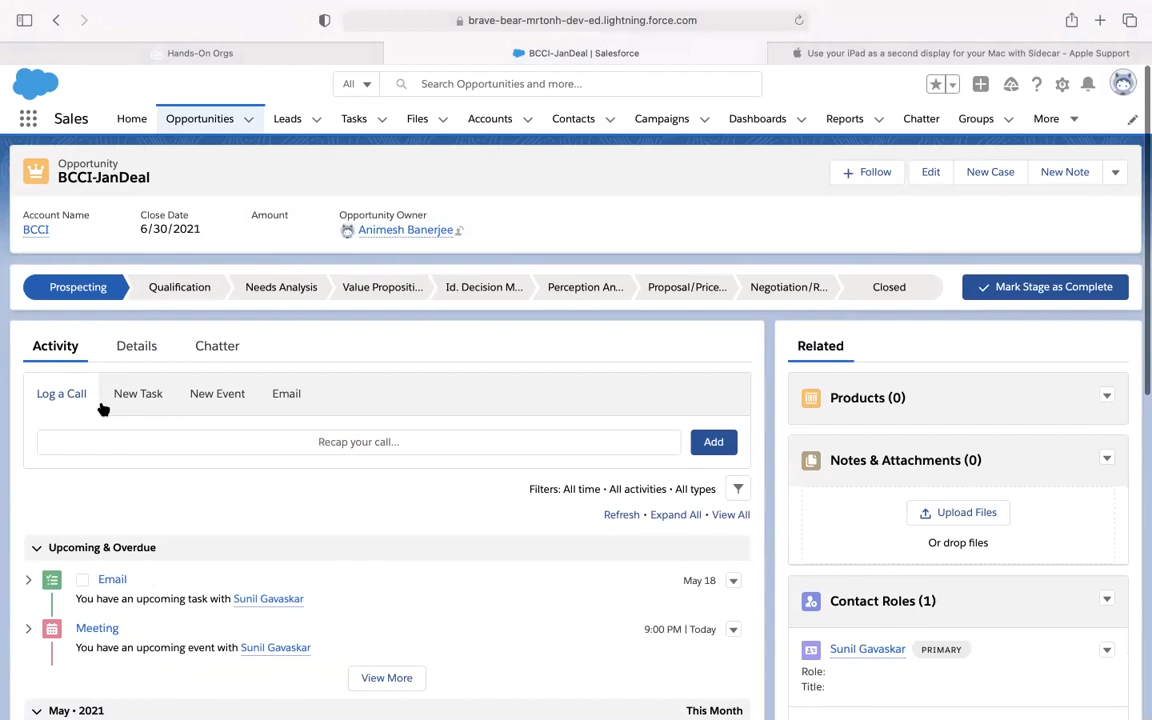 brave-bear-mrtonh-dev-ed.lightning.force.com
Hands-On Orgs
BCCI-JanDeal | Salesforce
Use your iPad as a second display for your Mac with Sidecar - Apple Support
All
Search Opportunities and more...
Sales
Home
Opportunities
Leads
Tasks
Files
Accounts
Contacts
Campaigns
Dashboards
Reports
Chatter
Groups
More
Opportunity
BCCI-JanDeal
Follow
Edit
New Case
New Note
Account Name
Close Date
Amount
Opportunity Owner
BCCI
6/30/2021
Animesh Banerjee
Prospecting
Qualification
Needs Analysis
Value Propositi...
Id. Decision M...
Perception An...
Proposal/Price...
Negotiation/R...
Closed
Mark Stage as Complete
Activity
Details
Chatter
Log a Call
New Task
New Event
Email
Recap your call...
Add
Filters: All time • All activities • All types
Refresh • Expand All • View All
Upcoming & Overdue
Email
May 18
You have an upcoming task with Sunil Gavaskar
Meeting
9:00 PM | Today
You have an upcoming event with Sunil Gavaskar
View More
May • 2021
This Month
Related
Products (0)
Notes & Attachments (0)
Upload Files
Or drop files
Contact Roles (1)
Sunil Gavaskar
PRIMARY
Role:
Title: